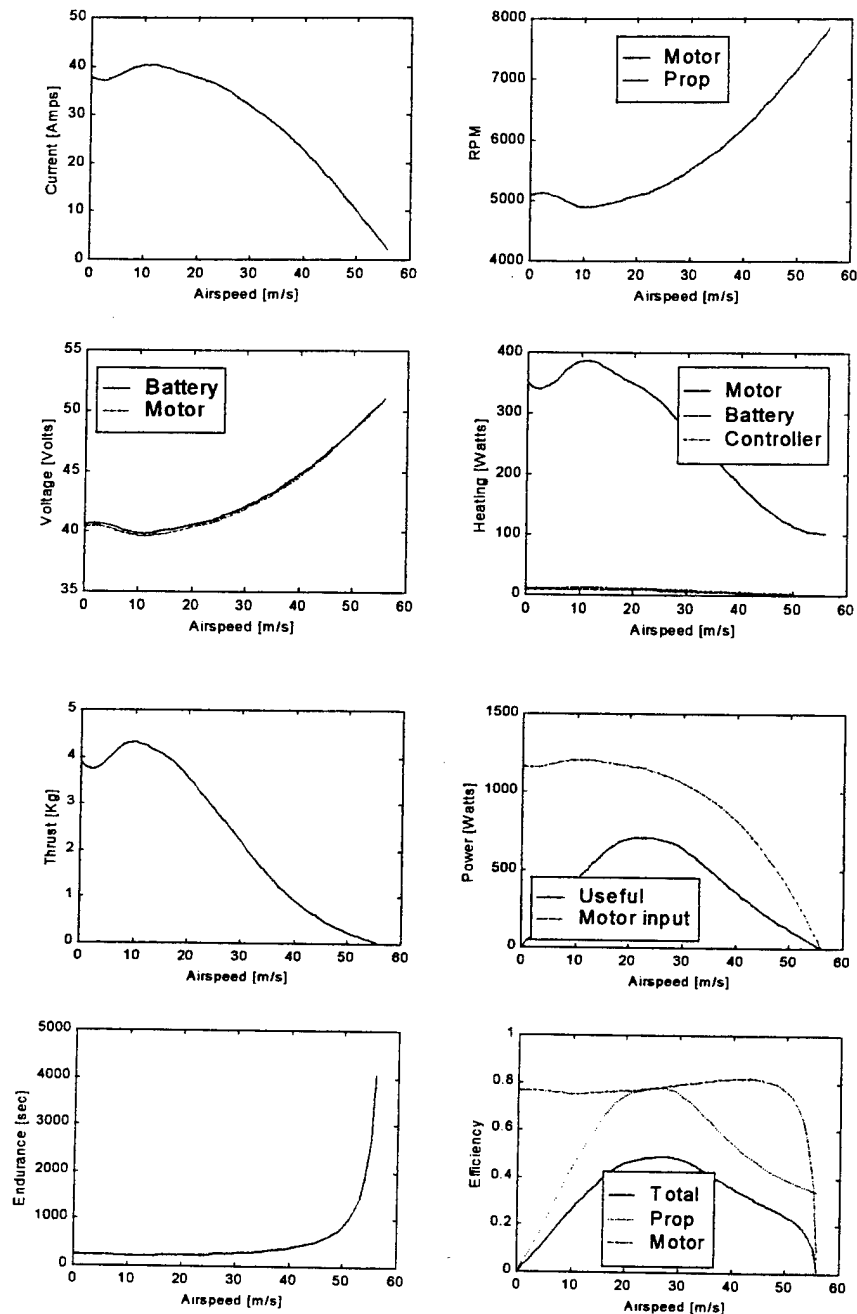 50
40
30
20
10
0
Current [Amps]
0 10 20 30 40 50 60
Airspeed [m/s]
8000
7000
6000
5000
4000
RPM
Motor
Prop
0 10 20 30 40 50 60
Airspeed [m/s]
55
50
45
40
35
Voltage [Volts]
Battery
Motor
0 10 20 30 40 50 60
Airspeed [m/s]
400
300
200
100
0
Heating [Watts]
Motor
Battery
Controller
0 10 20 30 40 50 60
Airspeed [m/s]
5
4
3
2
1
0
Thrust [Kg]
0 10 20 30 40 50 60
Airspeed [m/s]
1500
1000
500
0
Power [Watts]
Useful
Motor input
0 10 20 30 40 50 60
Airspeed [m/s]
5000
4000
3000
2000
1000
0
Endurance [sec]
0 10 20 30 40 50 60
Airspeed [m/s]
1
0.8
0.6
0.4
0.2
0
Efficiency
Total
Prop
Motor
0 10 20 30 40 50 60
Airspeed [m/s]